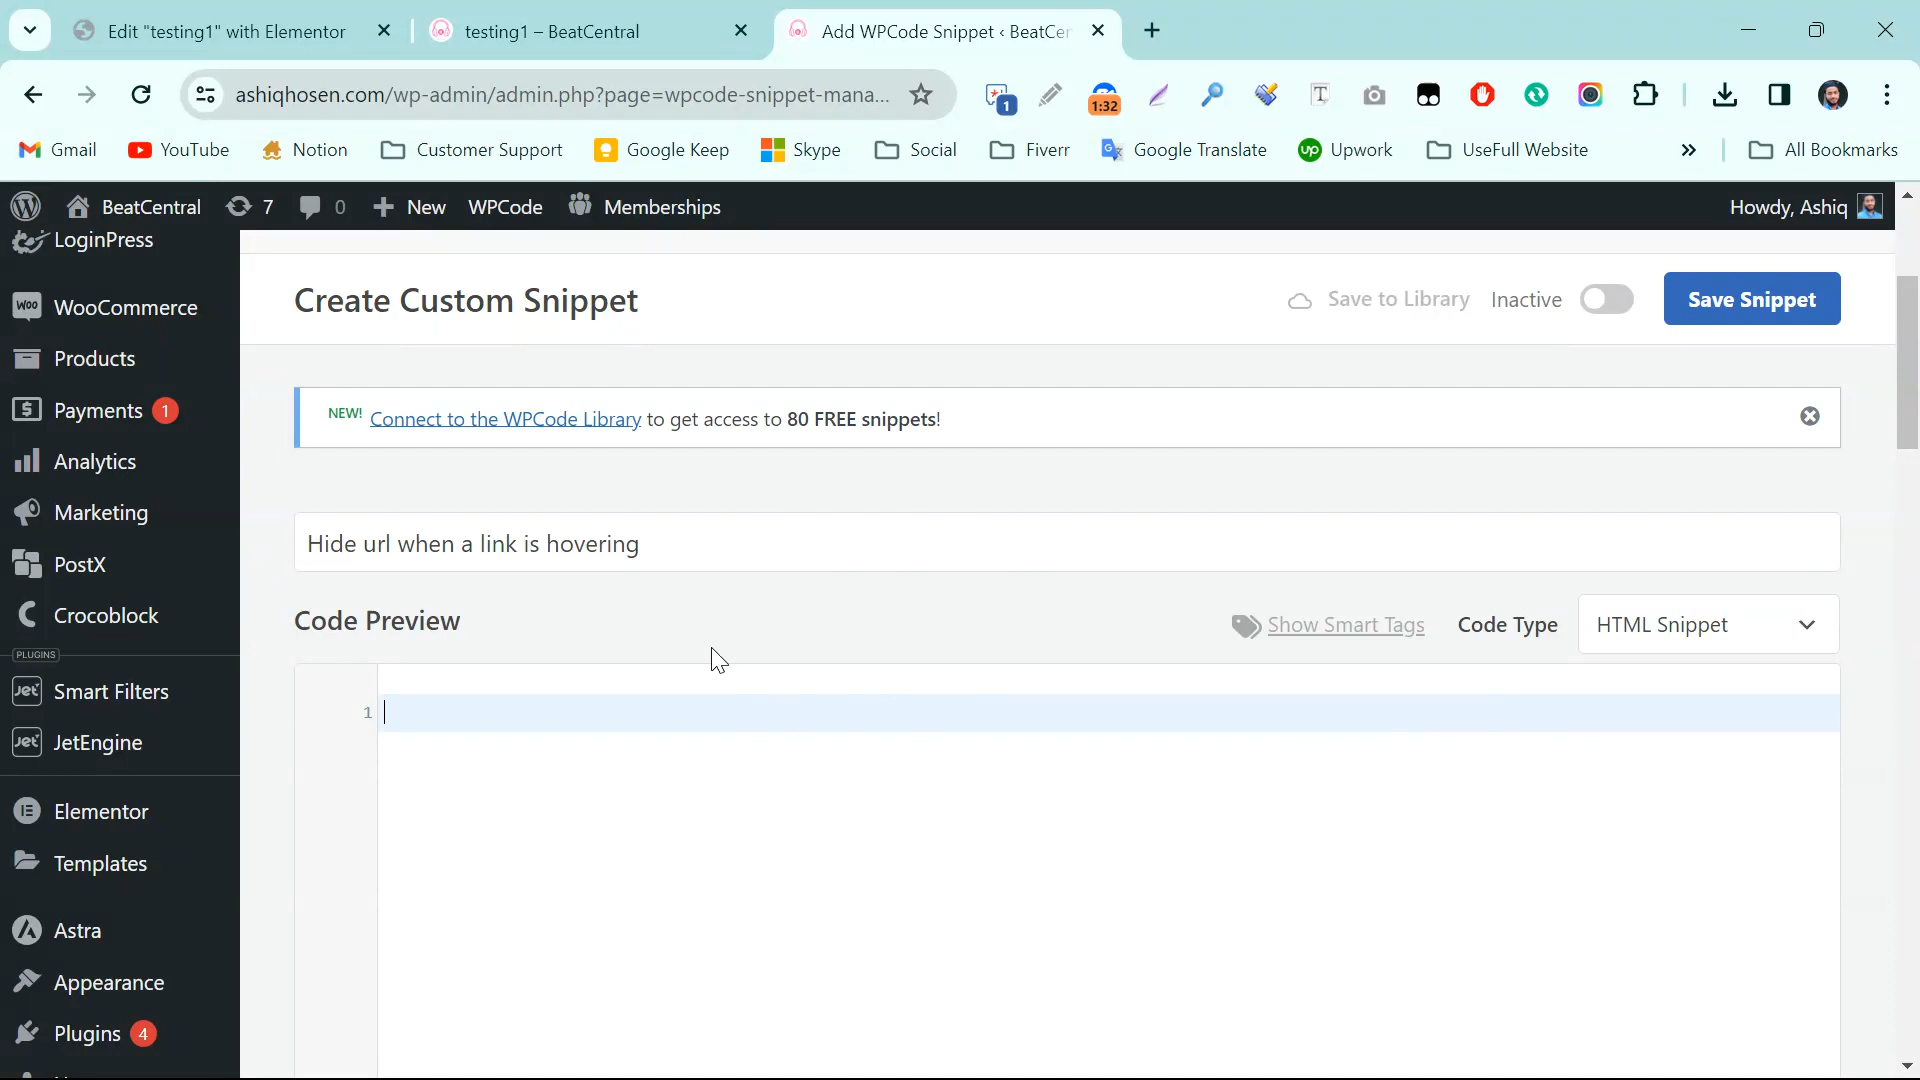 Edit "testing1" with Elementor
testing1 – BeatCentral
Add WPCode Snippet ‹ BeatCer
ashiqhosen.com/wp-admin/admin.php?page=wpcode-snippet-mana...
1
1:32
Gmail
YouTube
Notion
Customer Support
Google Keep
Skype
Social
Fiverr
Google Translate
up Upwork
UseFull Website
»
All Bookmarks
BeatCentral
7
0
New
WPCode
Memberships
Howdy, Ashiq
LoginPress
Woo WooCommerce
Products
Payments 1
Analytics
Marketing
PostX
Crocoblock
PLUGINS
Jet Smart Filters
Jet JetEngine
Elementor
Templates
Astra
Appearance
Plugins 4
Create Custom Snippet
Save to Library
Inactive
Save Snippet
NEW! Connect to the WPCode Library to get access to 80 FREE snippets!
Hide url when a link is hovering
Code Preview
Show Smart Tags
Code Type
HTML Snippet
1